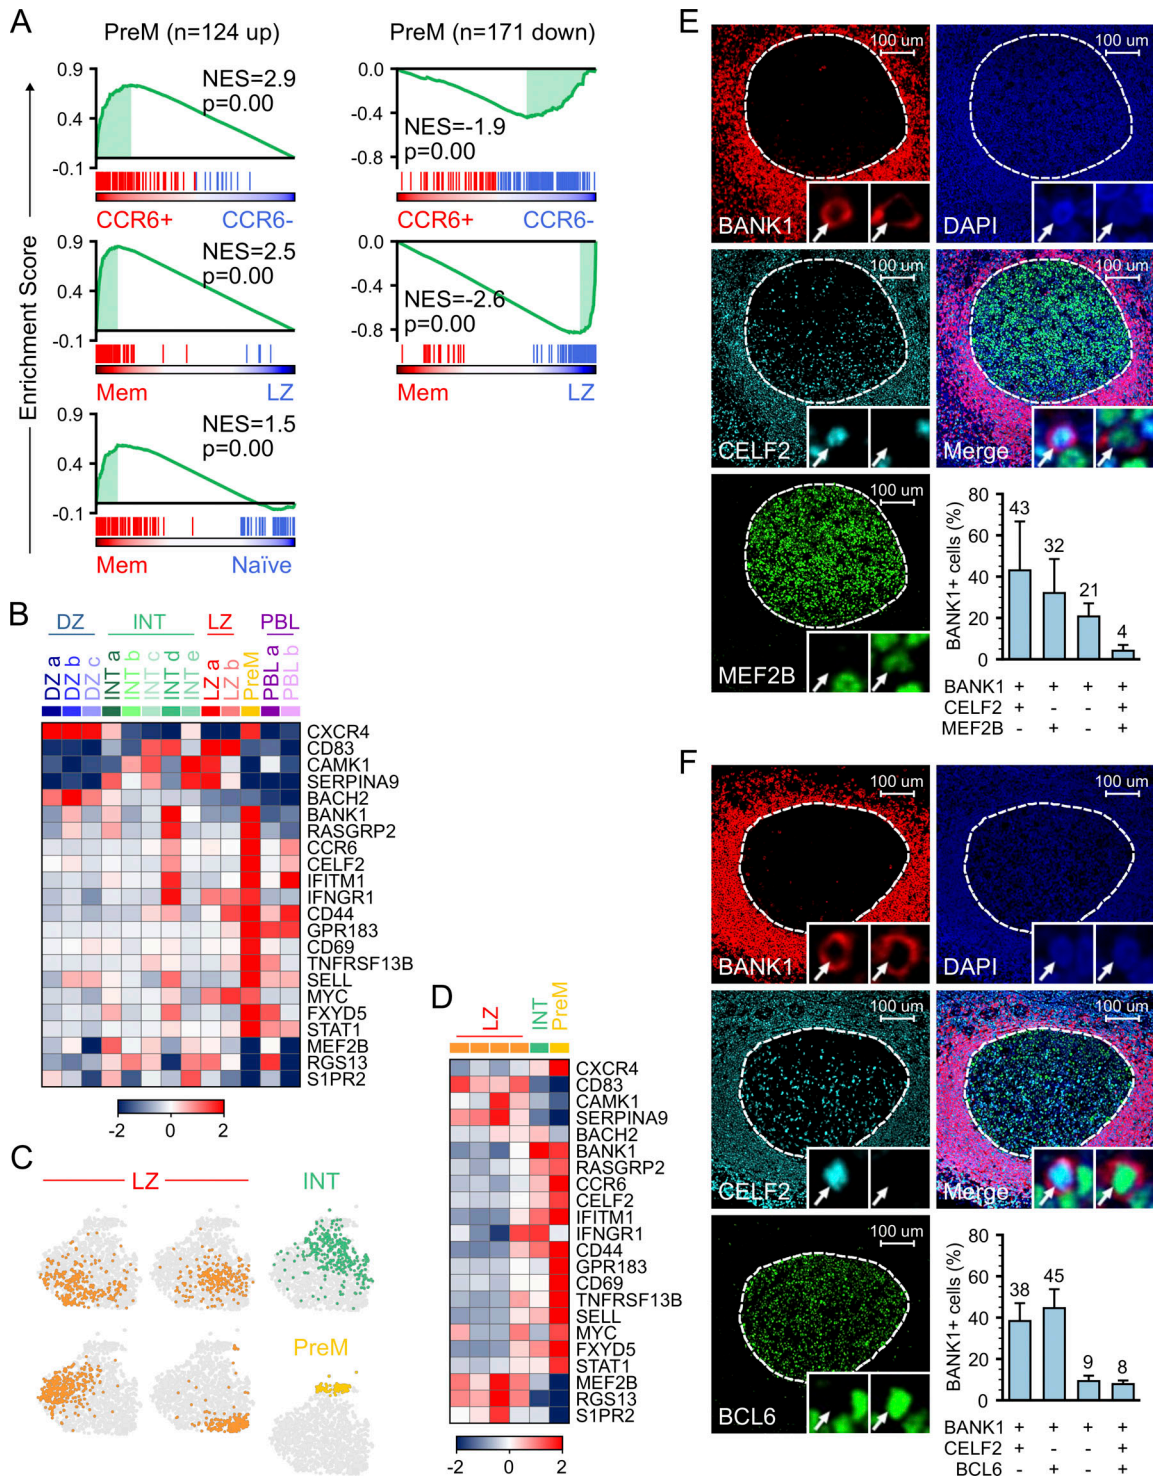 A
PreM (n=124 up)
PreM (n=171 down)
Enrichment Score
0.9
0.4
-0.1
NES=2.9
p=0.00
CCR6+
CCR6-
0.0
-0.4
-0.8
NES=-1.9
p=0.00
CCR6+
CCR6-
0.9
0.4
-0.1
NES=2.5
p=0.00
Mem
LZ
0.0
-0.4
-0.8
NES=-2.6
p=0.00
Mem
LZ
0.9
0.4
-0.1
NES=1.5
p=0.00
Mem
Naïve
B
DZ
INT
LZ
PBL
DZ a
DZ b
DZ c
INT a
INT b
INT c
INT d
INT e
LZ a
LZ b
PreM
PBL a
PBL b
CXCR4
CD83
CAMK1
SERPINA9
BACH2
BANK1
RASGRP2
CCR6
CELF2
IFITM1
IFNGR1
CD44
GPR183
CD69
TNFRSF13B
SELL
MYC
FXYD5
STAT1
MEF2B
RGS13
S1PR2
-2 0 2
C
LZ
INT
PreM
D
LZ
INT
PreM
CXCR4
CD83
CAMK1
SERPINA9
BACH2
BANK1
RASGRP2
CCR6
CELF2
IFITM1
IFNGR1
CD44
GPR183
CD69
TNFRSF13B
SELL
MYC
FXYD5
STAT1
MEF2B
RGS13
S1PR2
-2 0 2
E
100 um
BANK1
100 um
DAPI
100 um
CELF2
100 um
Merge
100 um
MEF2B
BANK1+ cells (%)
80
60
40
20
0
43
32
21
4
BANK1 + + + +
CELF2 + - - +
MEF2B - + - +
F
100 um
BANK1
100 um
DAPI
100 um
CELF2
100 um
Merge
100 um
BCL6
BANK1+ cells (%)
80
60
40
20
0
38
45
9
8
BANK1 + + + +
CELF2 + - - +
BCL6 - + - +